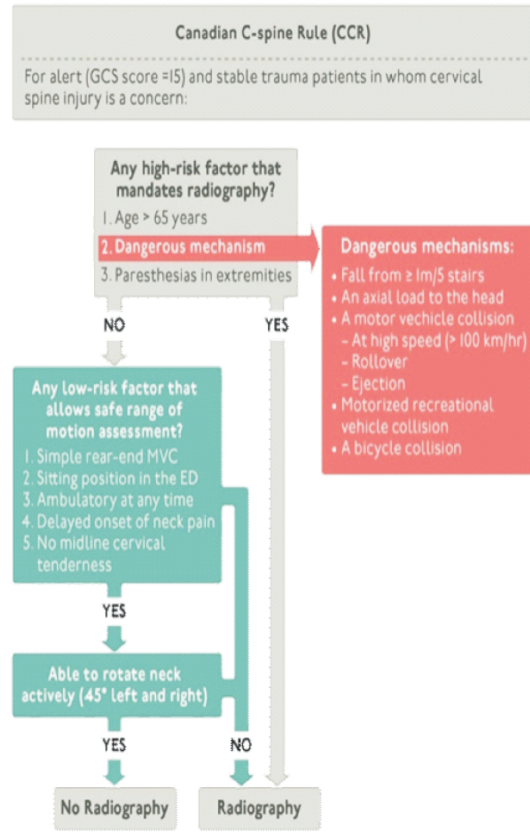 Canadian C-spine Rule (CCR)
For alert (GCS score =15) and stable trauma patients in whom cervical
spine injury is a concern:
Any high-risk factor that
mandates radiography?
1. Age > 65 years
2. Dangerous mechanism
3. Paresthesias in extremities
Dangerous mechanisms:
• Fall from ≥ 1m/5 stairs
• An axial load to the head
• A motor vechicle collision
– At high speed (> 100 km/hr)
– Rollover
– Ejection
• Motorized recreational
vehicle collision
• A bicycle collision
NO
YES
Any low-risk factor that
allows safe range of
motion assessment?
1. Simple rear-end MVC
2. Sitting position in the ED
3. Ambulatory at any time
4. Delayed onset of neck pain
5. No midline cervical
tenderness
YES
Able to rotate neck
actively (45° left and right)
YES
NO
No Radiography
Radiography